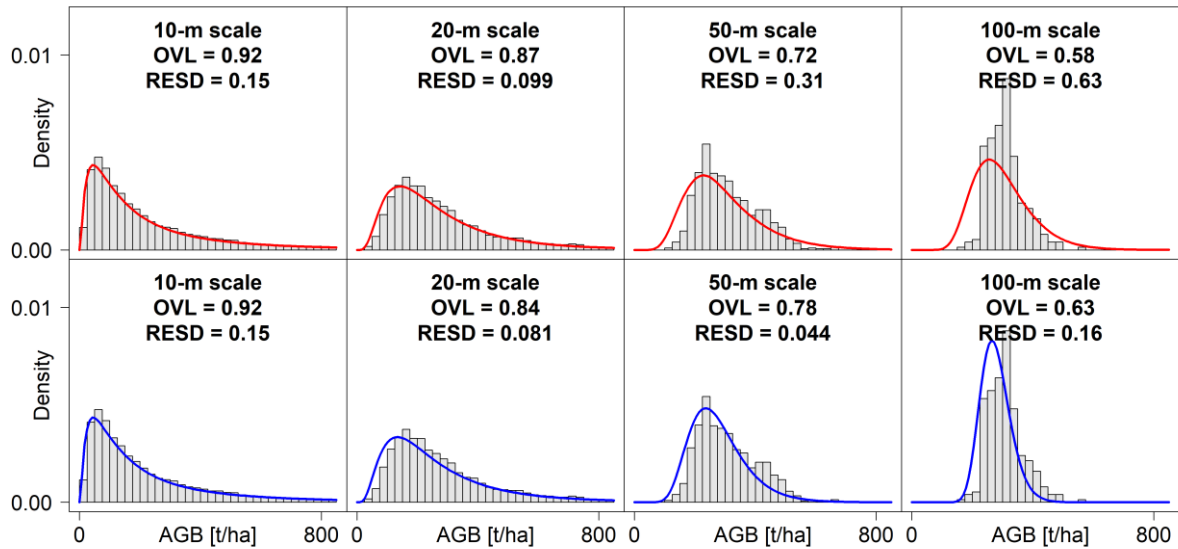 10-m scale
OVL = 0.92
RESD = 0.15
20-m scale
OVL = 0.87
RESD = 0.099
50-m scale
OVL = 0.72
RESD = 0.31
100-m scale
OVL = 0.58
RESD = 0.63
0.01
Density
0.00
10-m scale
OVL = 0.92
RESD = 0.15
20-m scale
OVL = 0.84
RESD = 0.081
50-m scale
OVL = 0.78
RESD = 0.044
100-m scale
OVL = 0.63
RESD = 0.16
0.01
Density
0.00
0 AGB [t/ha] 800
0 AGB [t/ha] 800
0 AGB [t/ha] 800
0 AGB [t/ha] 800